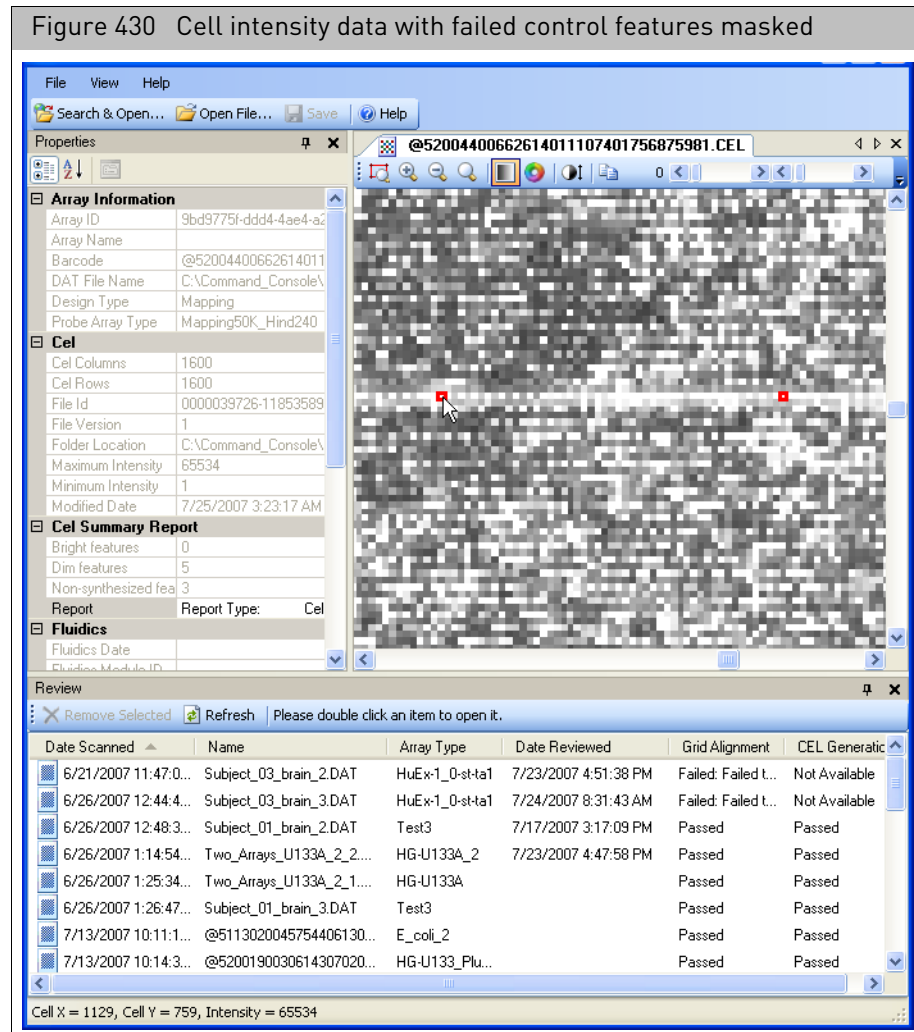 Figure 430 Cell intensity data with failed control features masked
File View Help
Search & Open... Open File... Save Help
Properties
@52004400662614011107401756875981.CEL
0
Array Information
Array ID 9bd9775f-ddd4-4ae4-a2
Array Name
Barcode @52004400662614011
DAT File Name C:\Command_Console\
Design Type Mapping
Probe Array Type Mapping50K_Hind240
Cel
Cel Columns 1600
Cel Rows 1600
File Id 0000039726-11853589
File Version 1
Folder Location C:\Command_Console\
Maximum Intensity 65534
Minimum Intensity 1
Modified Date 7/25/2007 3:23:17 AM
Cel Summary Report
Bright features 0
Dim features 5
Non-synthesized fea 3
Report Report Type: Cel
Fluidics
Fluidics Date
Fluidics Module ID
Review
Remove Selected Refresh Please double click an item to open it.
Date Scanned Name Array Type Date Reviewed Grid Alignment CEL Generatic
6/21/2007 11:47:0... Subject_03_brain_2.DAT HuEx-1_0-st-ta1 7/23/2007 4:51:38 PM Failed: Failed t... Not Available
6/26/2007 12:44:4... Subject_03_brain_3.DAT HuEx-1_0-st-ta1 7/24/2007 8:31:43 AM Failed: Failed t... Not Available
6/26/2007 12:48:3... Subject_01_brain_2.DAT Test3 7/17/2007 3:17:09 PM Passed Passed
6/26/2007 1:14:54... Two_Arrays_U133A_2_2.... HG-U133A_2 7/23/2007 4:47:58 PM Passed Passed
6/26/2007 1:25:34... Two_Arrays_U133A_2_1.... HG-U133A Passed Passed
6/26/2007 1:26:47... Subject_01_brain_3.DAT Test3 Passed Passed
7/13/2007 10:11:1... @5113020045754406130... E_coli_2 Passed Passed
7/13/2007 10:14:3... @5200190030614307020... HG-U133_Plu... Passed Passed
Cell X = 1129, Cell Y = 759, Intensity = 65534